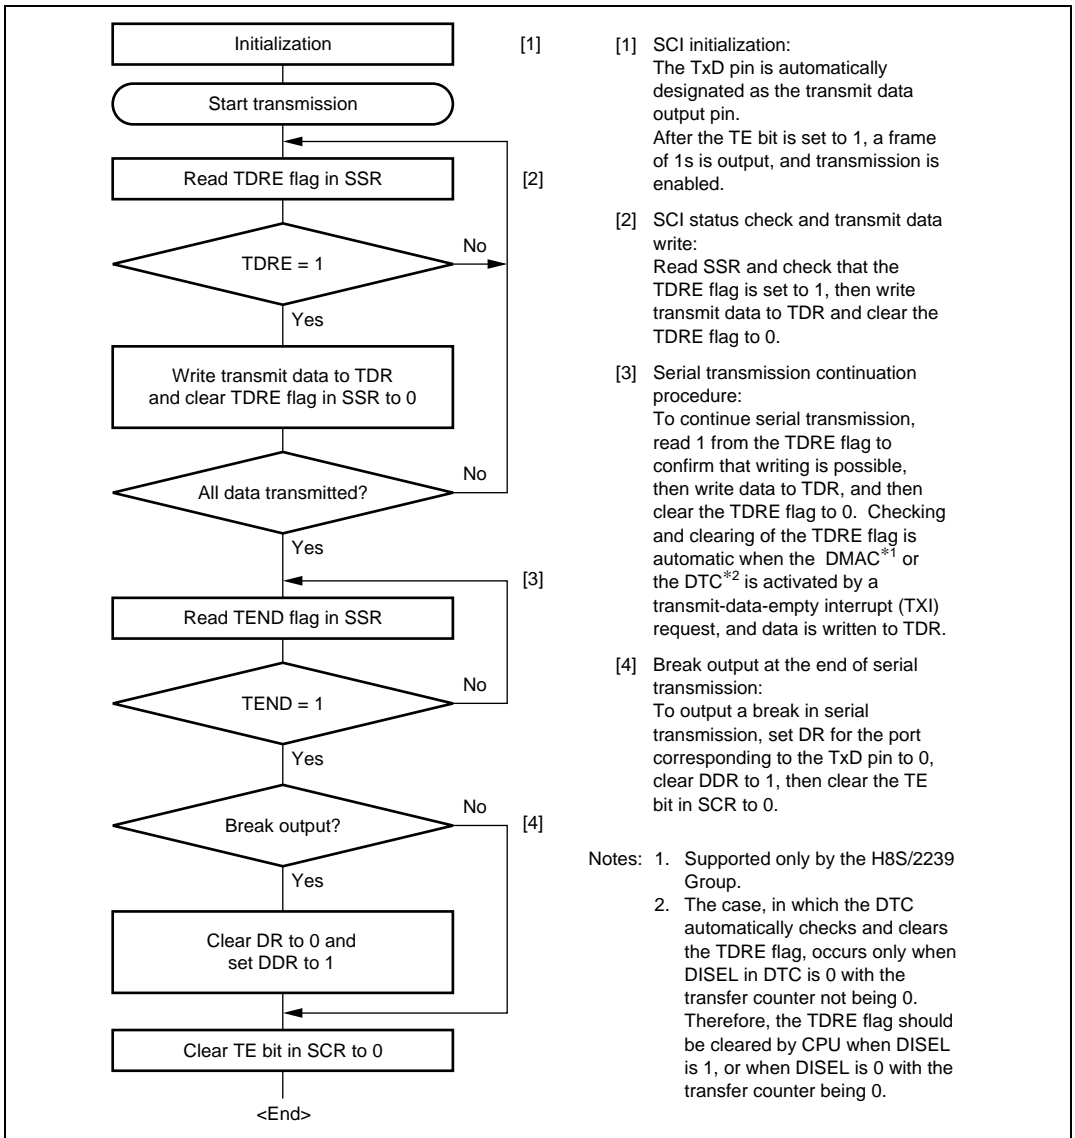 Initialization
[1]
Start transmission
Read TDRE flag in SSR
[2]
TDRE = 1
No
Yes
Write transmit data to TDR
and clear TDRE flag in SSR to 0
All data transmitted?
No
Yes
[3]
Read TEND flag in SSR
TEND = 1
No
Yes
Break output?
No
[4]
Yes
Clear DR to 0 and
set DDR to 1
Clear TE bit in SCR to 0
<End>
[1] SCI initialization:
The TxD pin is automatically
designated as the transmit data
output pin.
After the TE bit is set to 1, a frame
of 1s is output, and transmission is
enabled.
[2] SCI status check and transmit data
write:
Read SSR and check that the
TDRE flag is set to 1, then write
transmit data to TDR and clear the
TDRE flag to 0.
[3] Serial transmission continuation
procedure:
To continue serial transmission,
read 1 from the TDRE flag to
confirm that writing is possible,
then write data to TDR, and then
clear the TDRE flag to 0. Checking
and clearing of the TDRE flag is
automatic when the DMAC*1 or
the DTC*2 is activated by a
transmit-data-empty interrupt (TXI)
request, and data is written to TDR.
[4] Break output at the end of serial
transmission:
To output a break in serial
transmission, set DR for the port
corresponding to the TxD pin to 0,
clear DDR to 1, then clear the TE
bit in SCR to 0.
Notes: 1. Supported only by the H8S/2239
Group.
2. The case, in which the DTC
automatically checks and clears
the TDRE flag, occurs only when
DISEL in DTC is 0 with the
transfer counter not being 0.
Therefore, the TDRE flag should
be cleared by CPU when DISEL
is 1, or when DISEL is 0 with the
transfer counter being 0.